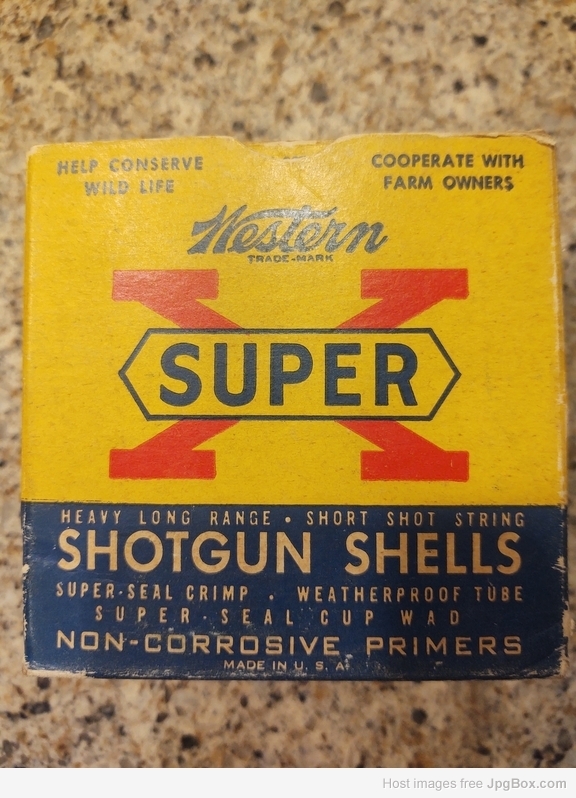 HELP CONSERVE
WILD LIFE
COOPERATE WITH
FARM OWNERS
Western
TRADE-MARK
X
SUPER
HEAVY LONG RANGE • SHORT SHOT STRING
SHOTGUN SHELLS
SUPER-SEAL CRIMP • WEATHERPROOF TUBE
SUPER-SEAL CUP WAD
NON-CORROSIVE PRIMERS
MADE IN U. S. A.
Host images free JpgBox.com